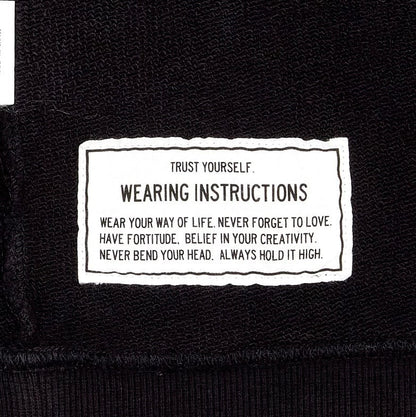 TRUST YOURSELF.
WEARING INSTRUCTIONS
WEAR YOUR WAY OF LIFE. NEVER FORGET TO LOVE.
HAVE FORTITUDE. BELIEF IN YOUR CREATIVITY.
NEVER BEND YOUR HEAD. ALWAYS HOLD IT HIGH.